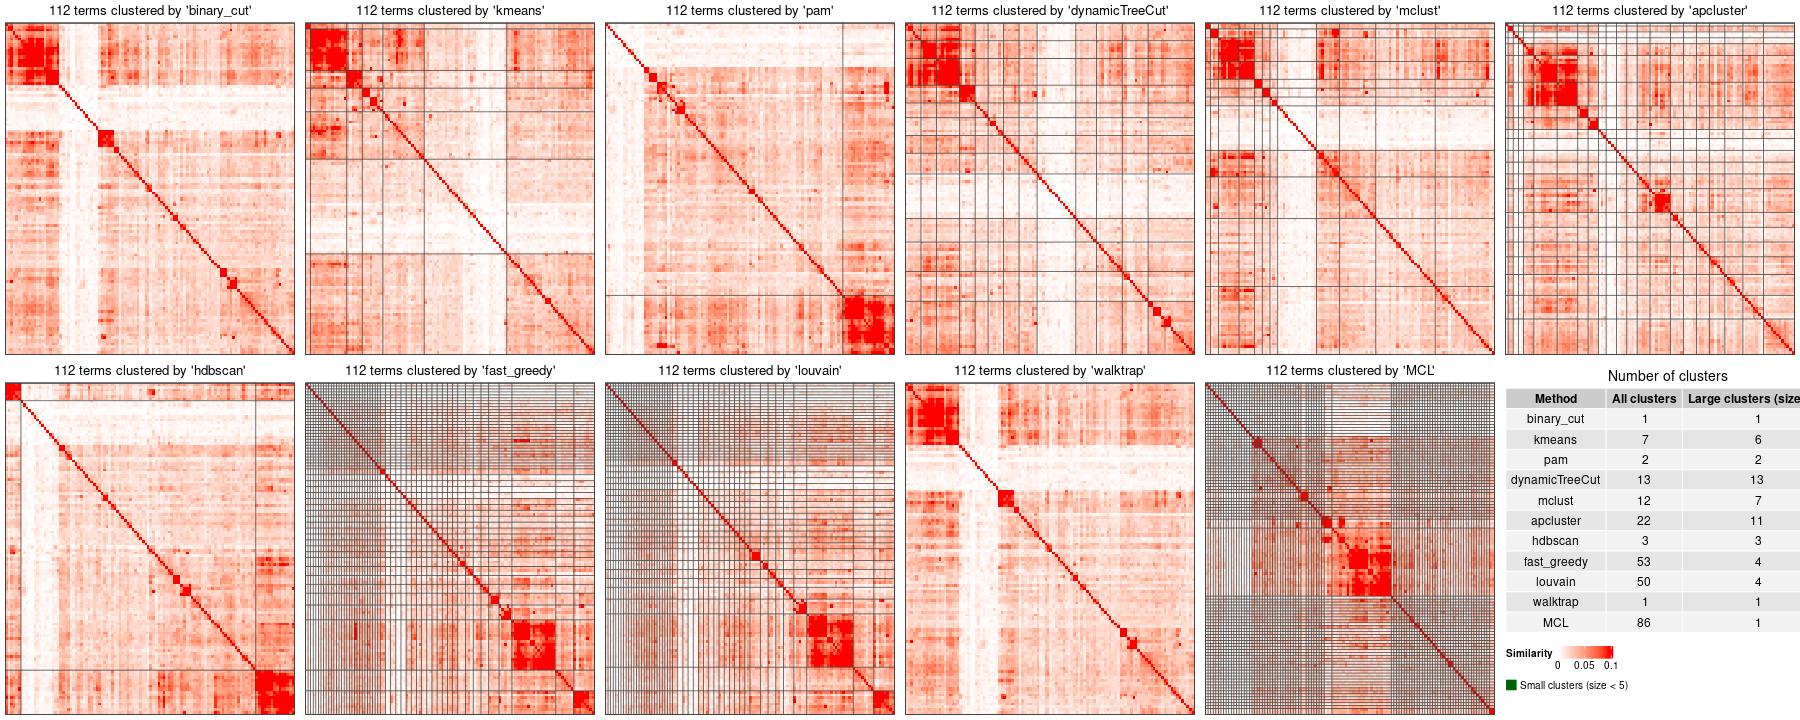 112 terms clustered by 'binary_cut'
112 terms clustered by 'kmeans'
112 terms clustered by 'pam'
112 terms clustered by 'dynamicTreeCut'
112 terms clustered by 'mclust'
112 terms clustered by 'apcluster'
112 terms clustered by 'hdbscan'
112 terms clustered by 'fast_greedy'
112 terms clustered by 'louvain'
112 terms clustered by 'walktrap'
112 terms clustered by 'MCL'
Number of clusters
Method All clusters Large clusters (size
binary_cut 1 1
kmeans 7 6
pam 2 2
dynamicTreeCut 13 13
mclust 12 7
apcluster 22 11
hdbscan 3 3
fast_greedy 53 4
louvain 50 4
walktrap 1 1
MCL 86 1
Similarity
0 0.05 0.1
Small clusters (size < 5)